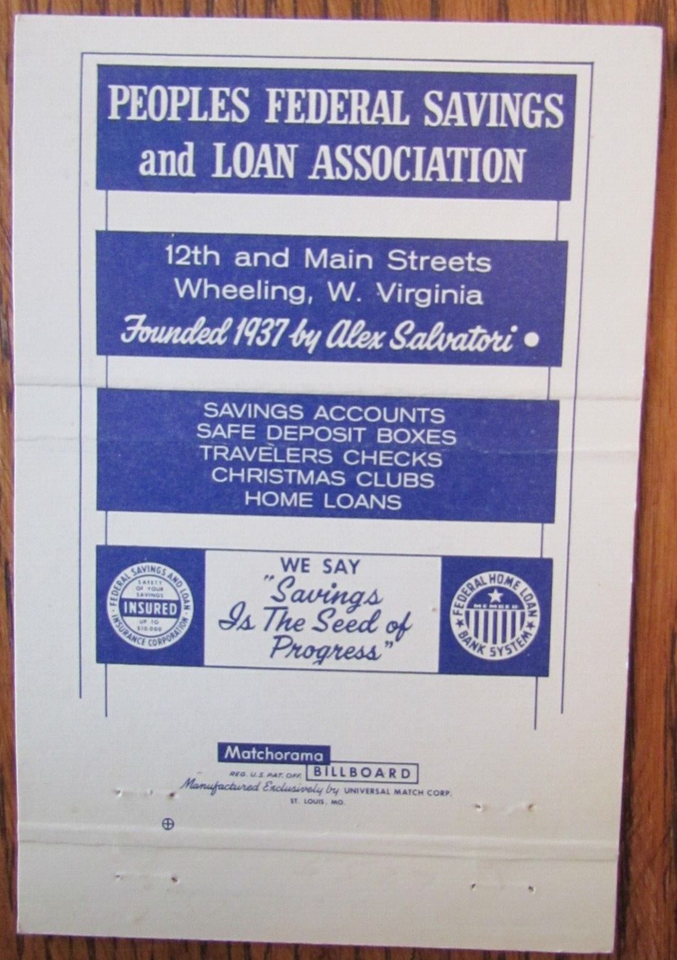 PEOPLES FEDERAL SAVINGS
and LOAN ASSOCIATION
12th and Main Streets
Wheeling, W. Virginia
Founded 1937 by Alex Salvatori •
SAVINGS ACCOUNTS
SAFE DEPOSIT BOXES
TRAVELERS CHECKS
CHRISTMAS CLUBS
HOME LOANS
FEDERAL SAVINGS AND LOAN
INSURANCE CORPORATION
SAFETY
OF YOUR
SAVINGS
INSURED
UP TO
$10,000
WE SAY
"Savings
Is The Seed of
Progress"
FEDERAL HOME LOAN
MEMBER
BANK SYSTEM
Matchorama
REG. U.S. PAT. OFF. BILLBOARD
Manufactured Exclusively by UNIVERSAL MATCH CORP.
ST. LOUIS, MO.